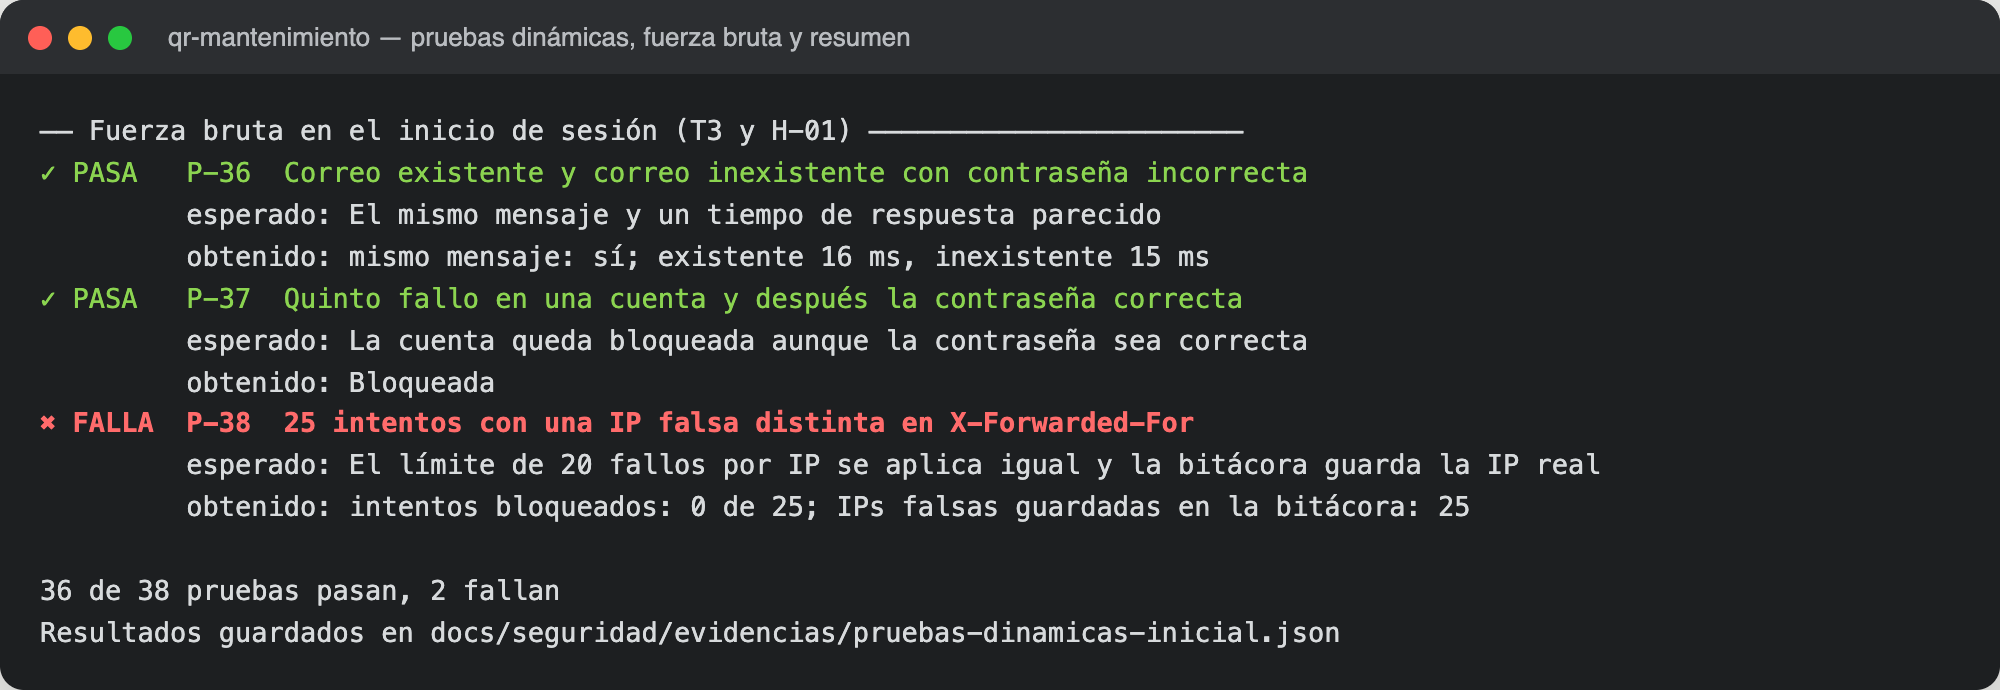 qr-mantenimiento — pruebas dinámicas, fuerza bruta y resumen
── Fuerza bruta en el inicio de sesión (T3 y H-01) ───────────────────────
✓ PASA   P-36  Correo existente y correo inexistente con contraseña incorrecta
esperado: El mismo mensaje y un tiempo de respuesta parecido
obtenido: mismo mensaje: sí; existente 16 ms, inexistente 15 ms
✓ PASA   P-37  Quinto fallo en una cuenta y después la contraseña correcta
esperado: La cuenta queda bloqueada aunque la contraseña sea correcta
obtenido: Bloqueada
✖ FALLA  P-38  25 intentos con una IP falsa distinta en X-Forwarded-For
esperado: El límite de 20 fallos por IP se aplica igual y la bitácora guarda la IP real
obtenido: intentos bloqueados: 0 de 25; IPs falsas guardadas en la bitácora: 25
36 de 38 pruebas pasan, 2 fallan
Resultados guardados en docs/seguridad/evidencias/pruebas-dinamicas-inicial.json